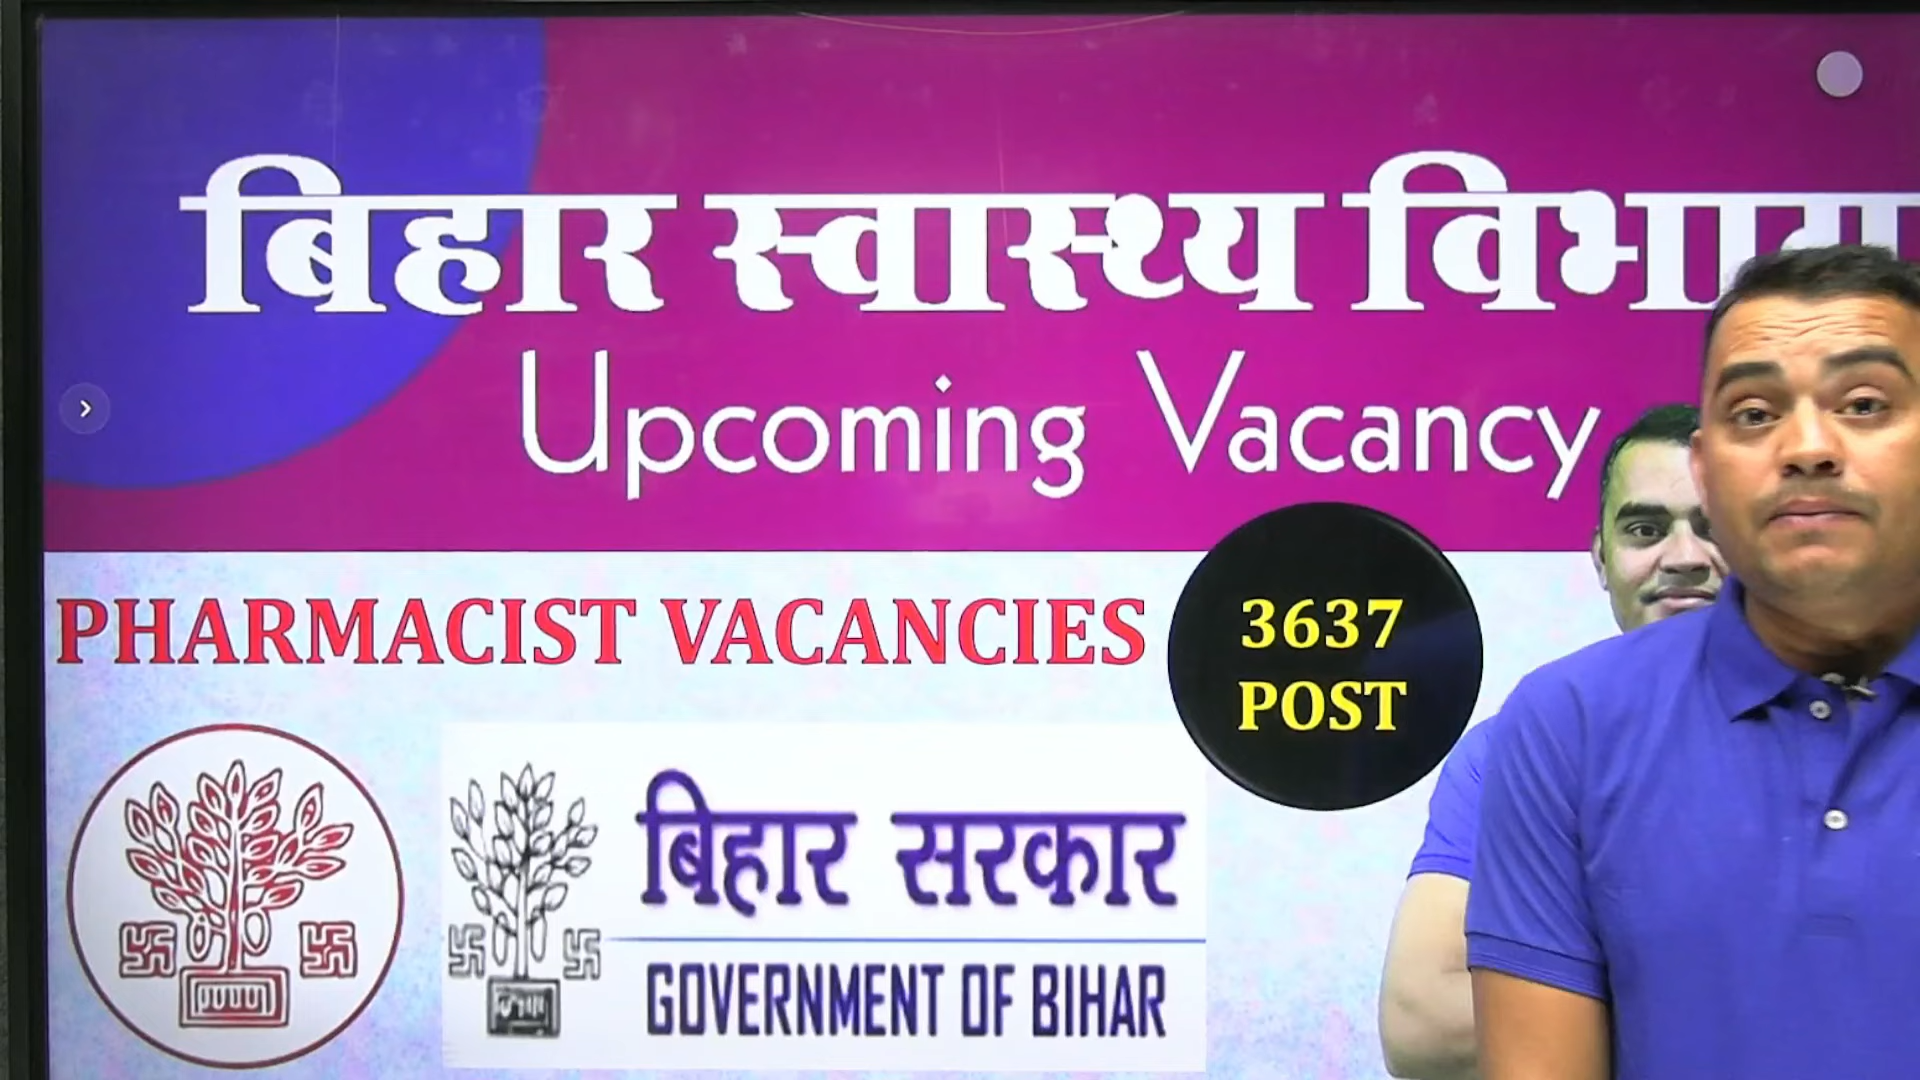 बिहार स्वास्थ्य
Upcoming Vacancy
PHARMACIST VACANCIES
3637
POST
बिहार सरकार
GOVERNMENT OF BIHAR